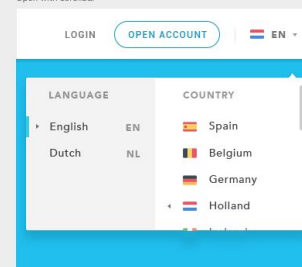 LOGIN OPEN ACCOUNT EN
LANGUAGE COUNTRY
English EN Spain
Dutch NL Belgium
Germany
Holland